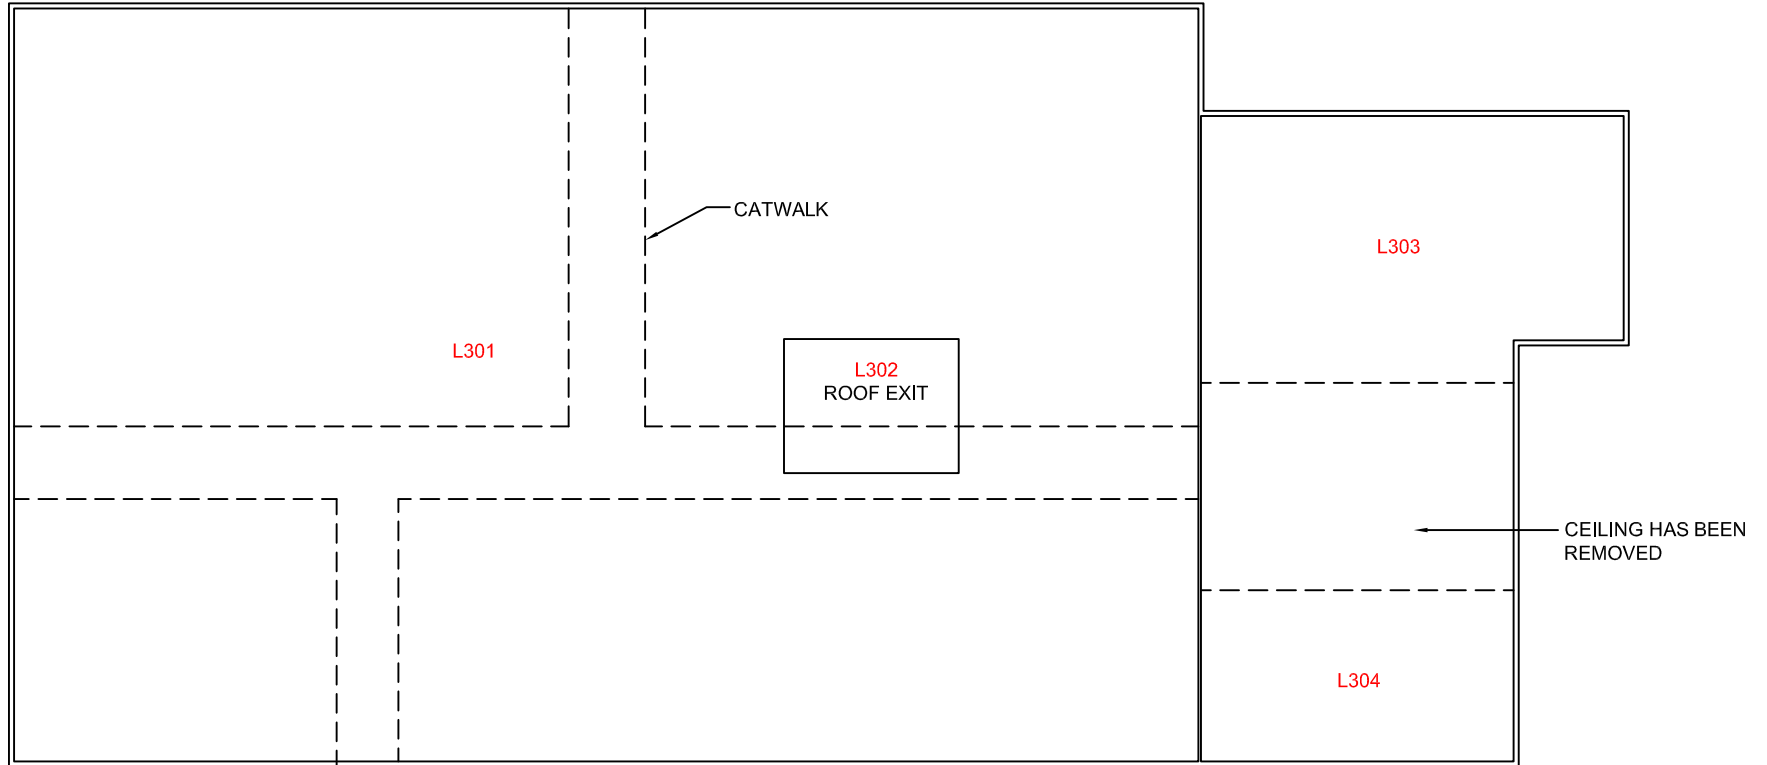 CATWALK
L303
L301
L302
ROOF EXIT
CEILING HAS BEEN
REMOVED
L304